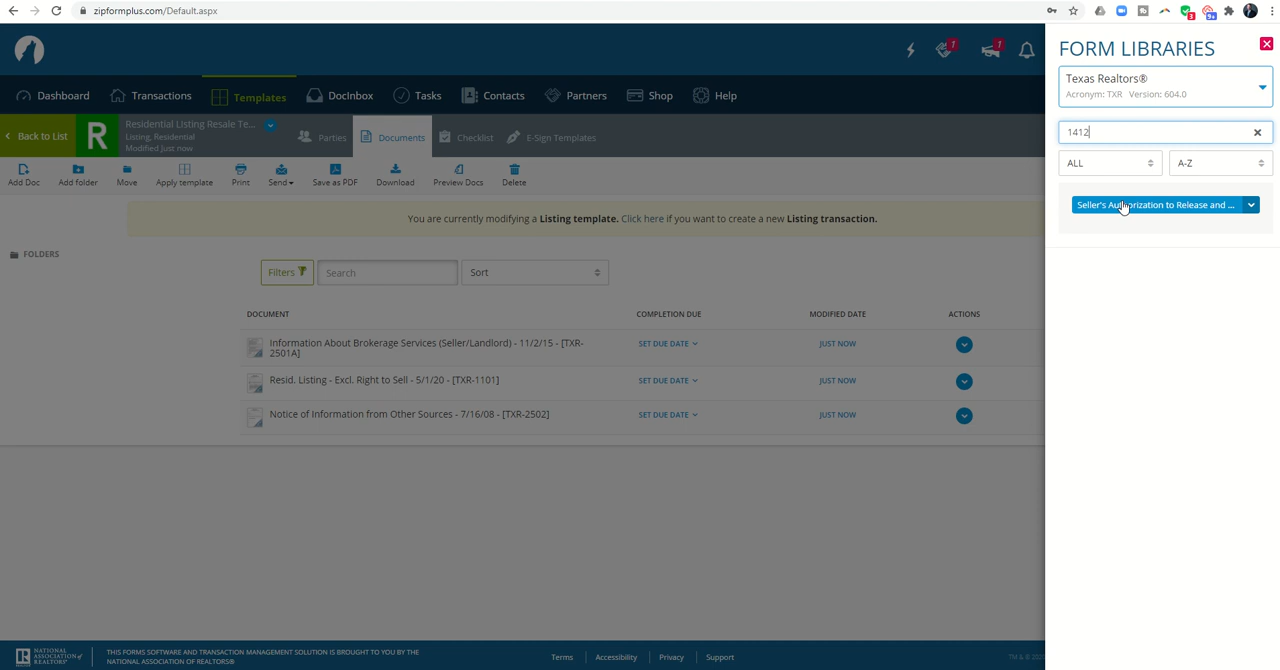 zipformplus.com/Default.aspx
3
9+
1
1
FORM LIBRARIES
Texas Realtors®
Acronym: TXR Version: 604.0
Dashboard Transactions Templates DocInbox Tasks Contacts Partners Shop Help
Back to List
R
Residential Listing Resale Te...
Listing, Residential
Modified Just now
Parties Documents Checklist E-Sign Templates
1412
ALL
A-Z
Add Doc Add folder Move Apply template Print Send Save as PDF Download Preview Docs Delete
Seller's Authorization to Release and ...
You are currently modifying a Listing template. Click here if you want to create a new Listing transaction.
FOLDERS
Filters Search Sort
DOCUMENT COMPLETION DUE MODIFIED DATE ACTIONS
Information About Brokerage Services (Seller/Landlord) - 11/2/15 - [TXR-
2501A]
SET DUE DATE JUST NOW
Resid. Listing - Excl. Right to Sell - 5/1/20 - [TXR-1101] SET DUE DATE JUST NOW
Notice of Information from Other Sources - 7/16/08 - [TXR-2502] SET DUE DATE JUST NOW
NATIONAL
ASSOCIATION of
REALTORS®
THIS FORMS SOFTWARE AND TRANSACTION MANAGEMENT SOLUTION IS BROUGHT TO YOU BY THE
NATIONAL ASSOCIATION OF REALTORS®
Terms Accessibility Privacy Support